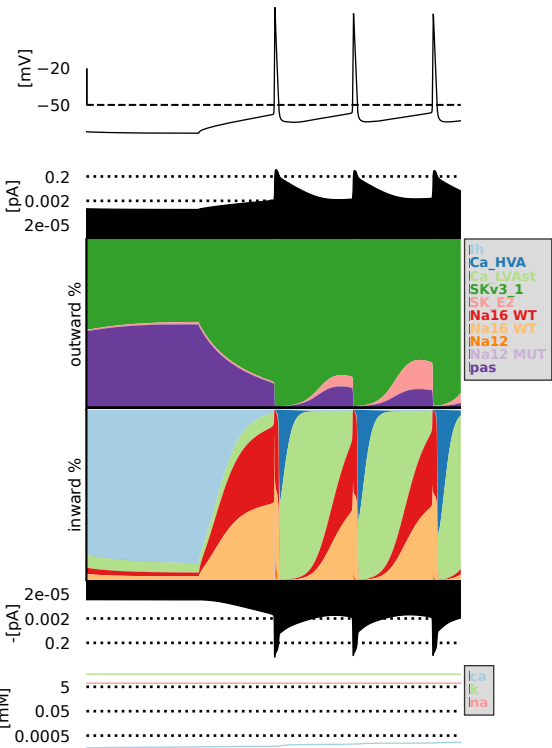 [mV]
−20
−50
[pA]
0.2
0.002
2e-05
outward %
Ih
Ca_HVA
Ca_LVAst
SKv3_1
SK_E2
Na16 WT
Na16 WT
Na12
Na12 MUT
pas
inward %
-[pA]
2e-05
0.002
0.2
[mM]
5
0.05
0.0005
ca
k
na